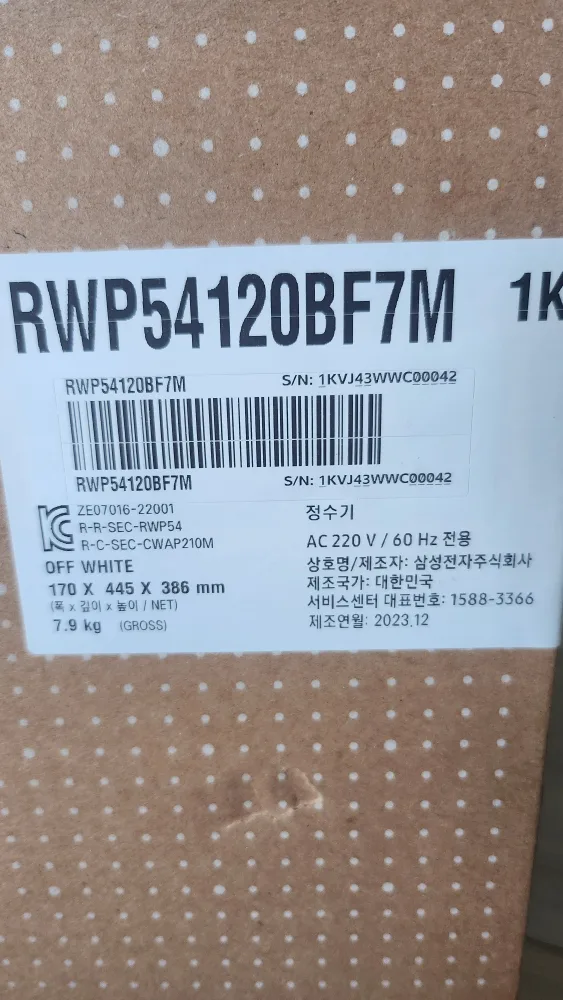 RWP54120BF7M 1K
RWP54120BF7M S/N: 1KVJ43WWC00042
RWP54120BF7M S/N: 1KVJ43WWC00042
ZE07016-22001
R-R-SEC-RWP54
R-C-SEC-CWAP210M
OFF WHITE
170 X 445 X 386 mm
(폭 x 깊이 x 높이 / NET)
7.9 kg (GROSS)
정수기
AC 220 V / 60 Hz 전용
상호명/제조자: 삼성전자주식회사
제조국가: 대한민국
서비스센터 대표번호: 1588-3366
제조연월: 2023.12